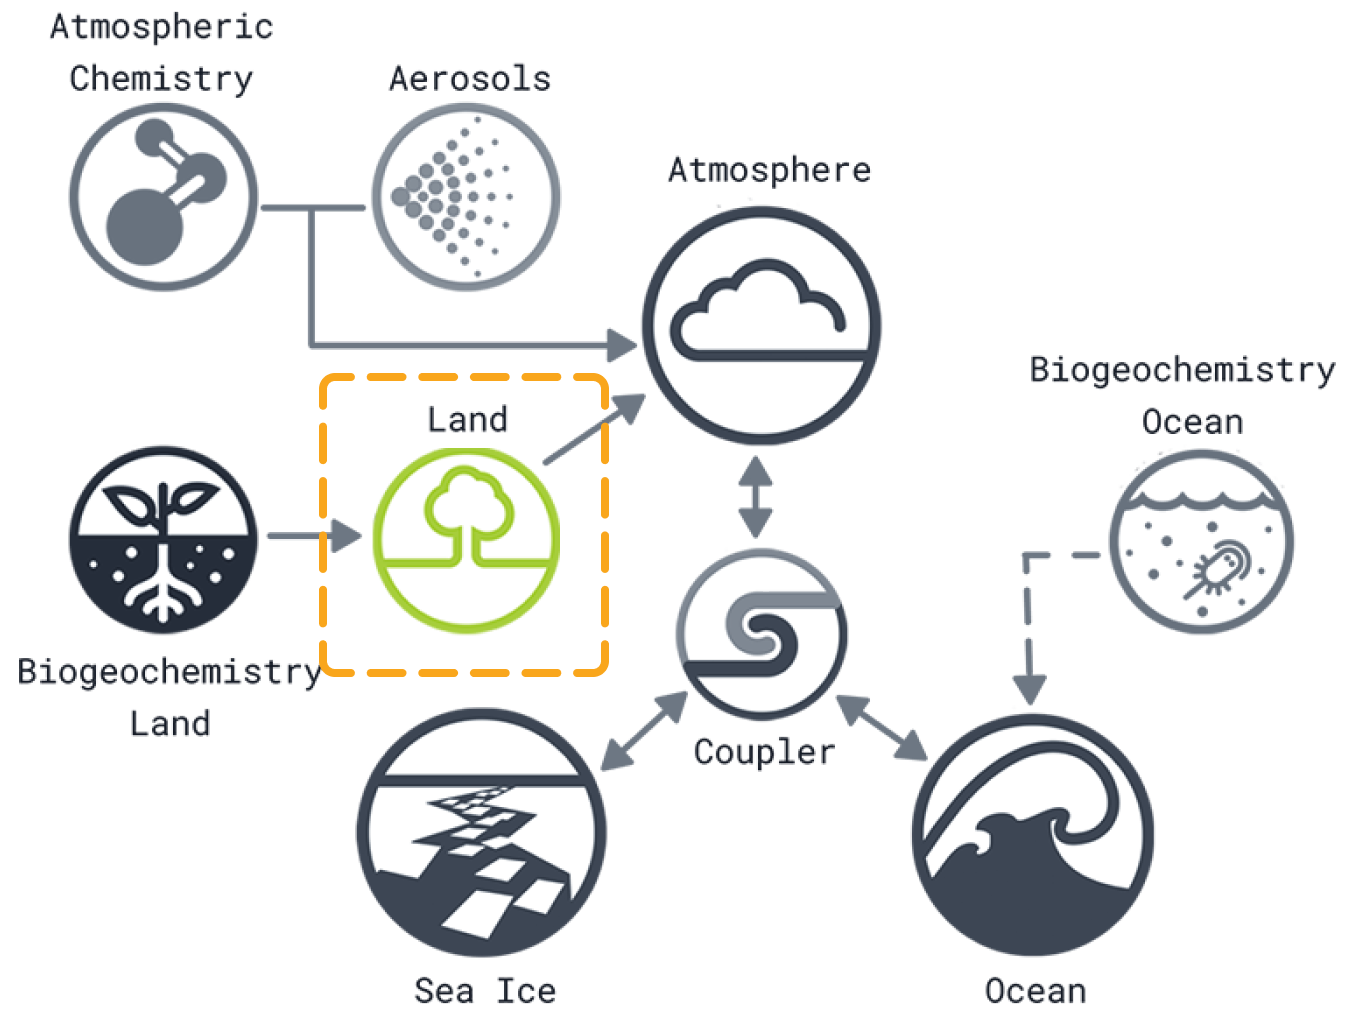 Atmospheric
Chemistry
Aerosols
Atmosphere
Biogeochemistry
Ocean
Land
Biogeochemistry
Land
Coupler
Sea Ice
Ocean